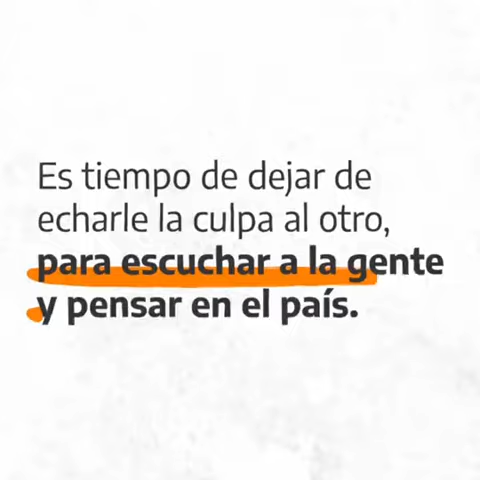 Es tiempo de dejar de
echarle la culpa al otro,
para escuchar a la gente
y pensar en el país.